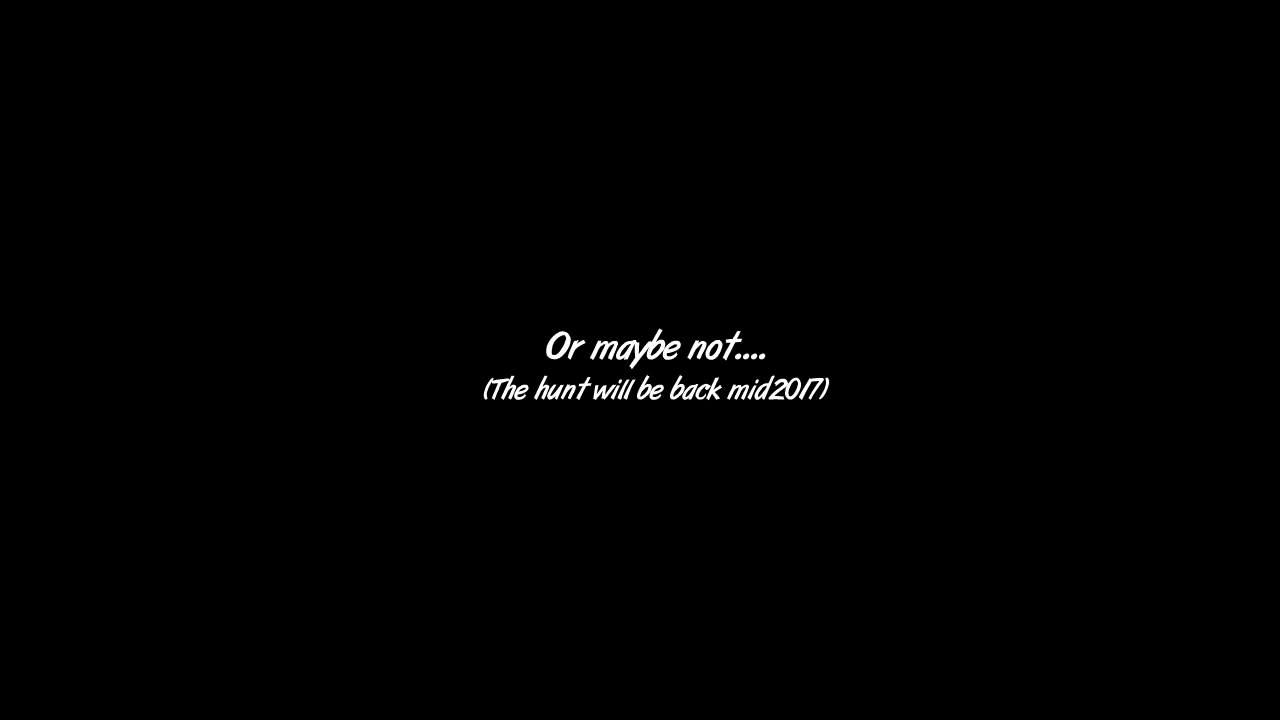 Or maybe not....
(The hunt will be back mid2017)